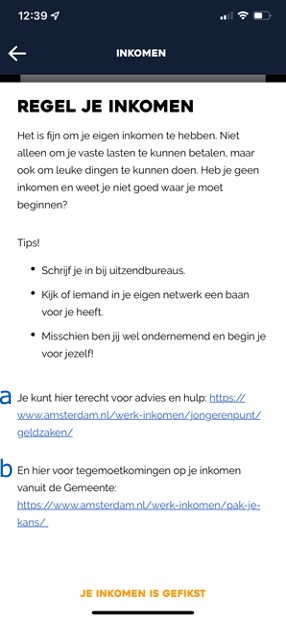 12:39
INKOMEN
REGEL JE INKOMEN
Het is fijn om je eigen inkomen te hebben. Niet
alleen om je vaste lasten te kunnen betalen, maar
ook om leuke dingen te kunnen doen. Heb je geen
inkomen en weet je niet goed waar je moet
beginnen?
Tips!
• Schrijf je in bij uitzendbureaus.
• Kijk of iemand in je eigen netwerk een baan
voor je heeft.
• Misschien ben jij wel ondernemend en begin je
voor jezelf!
a Je kunt hier terecht voor advies en hulp: https://
www.amsterdam.nl/werk-inkomen/jongerenpunt/
geldzaken/
b En hier voor tegemoetkomingen op je inkomen
vanuit de Gemeente:
https://www.amsterdam.nl/werk-inkomen/pak-je-
kans/
JE INKOMEN IS GEFIKST